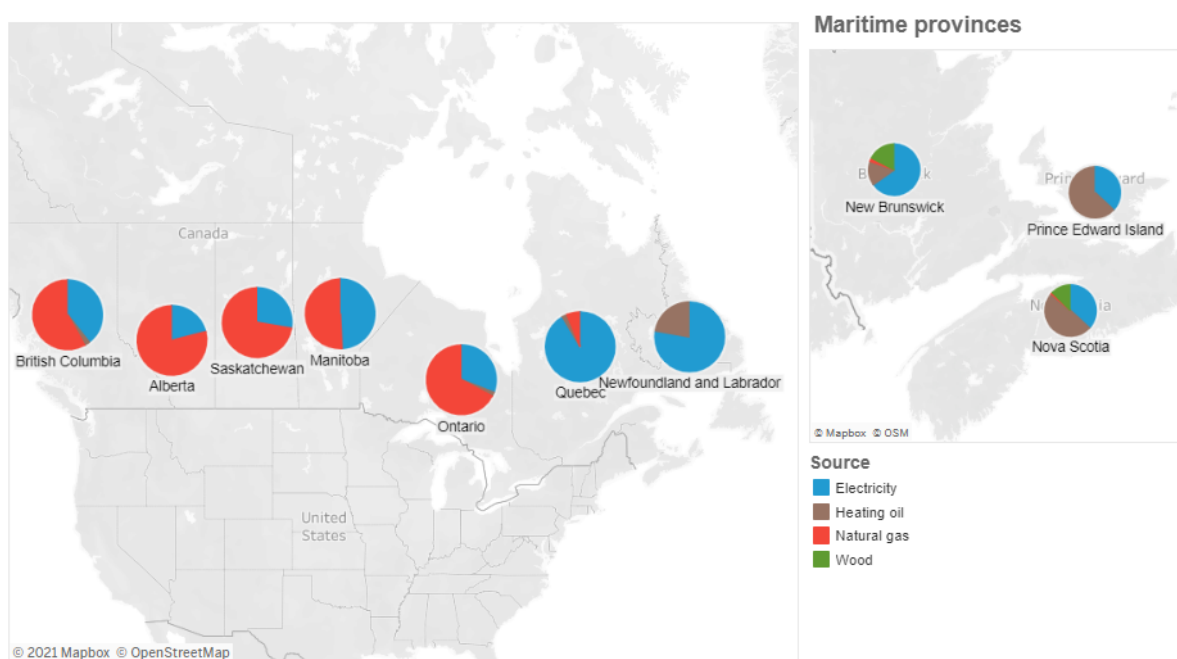 Canada
British Columbia
Alberta
Saskatchewan
Manitoba
Ontario
Quebec
Newfoundland and Labrador
United
States
© 2021 Mapbox © OpenStreetMap
Maritime provinces
New Brunswick
Prince Edward Island
Nova Scotia
© Mapbox © OSM
Source
Electricity
Heating oil
Natural gas
Wood